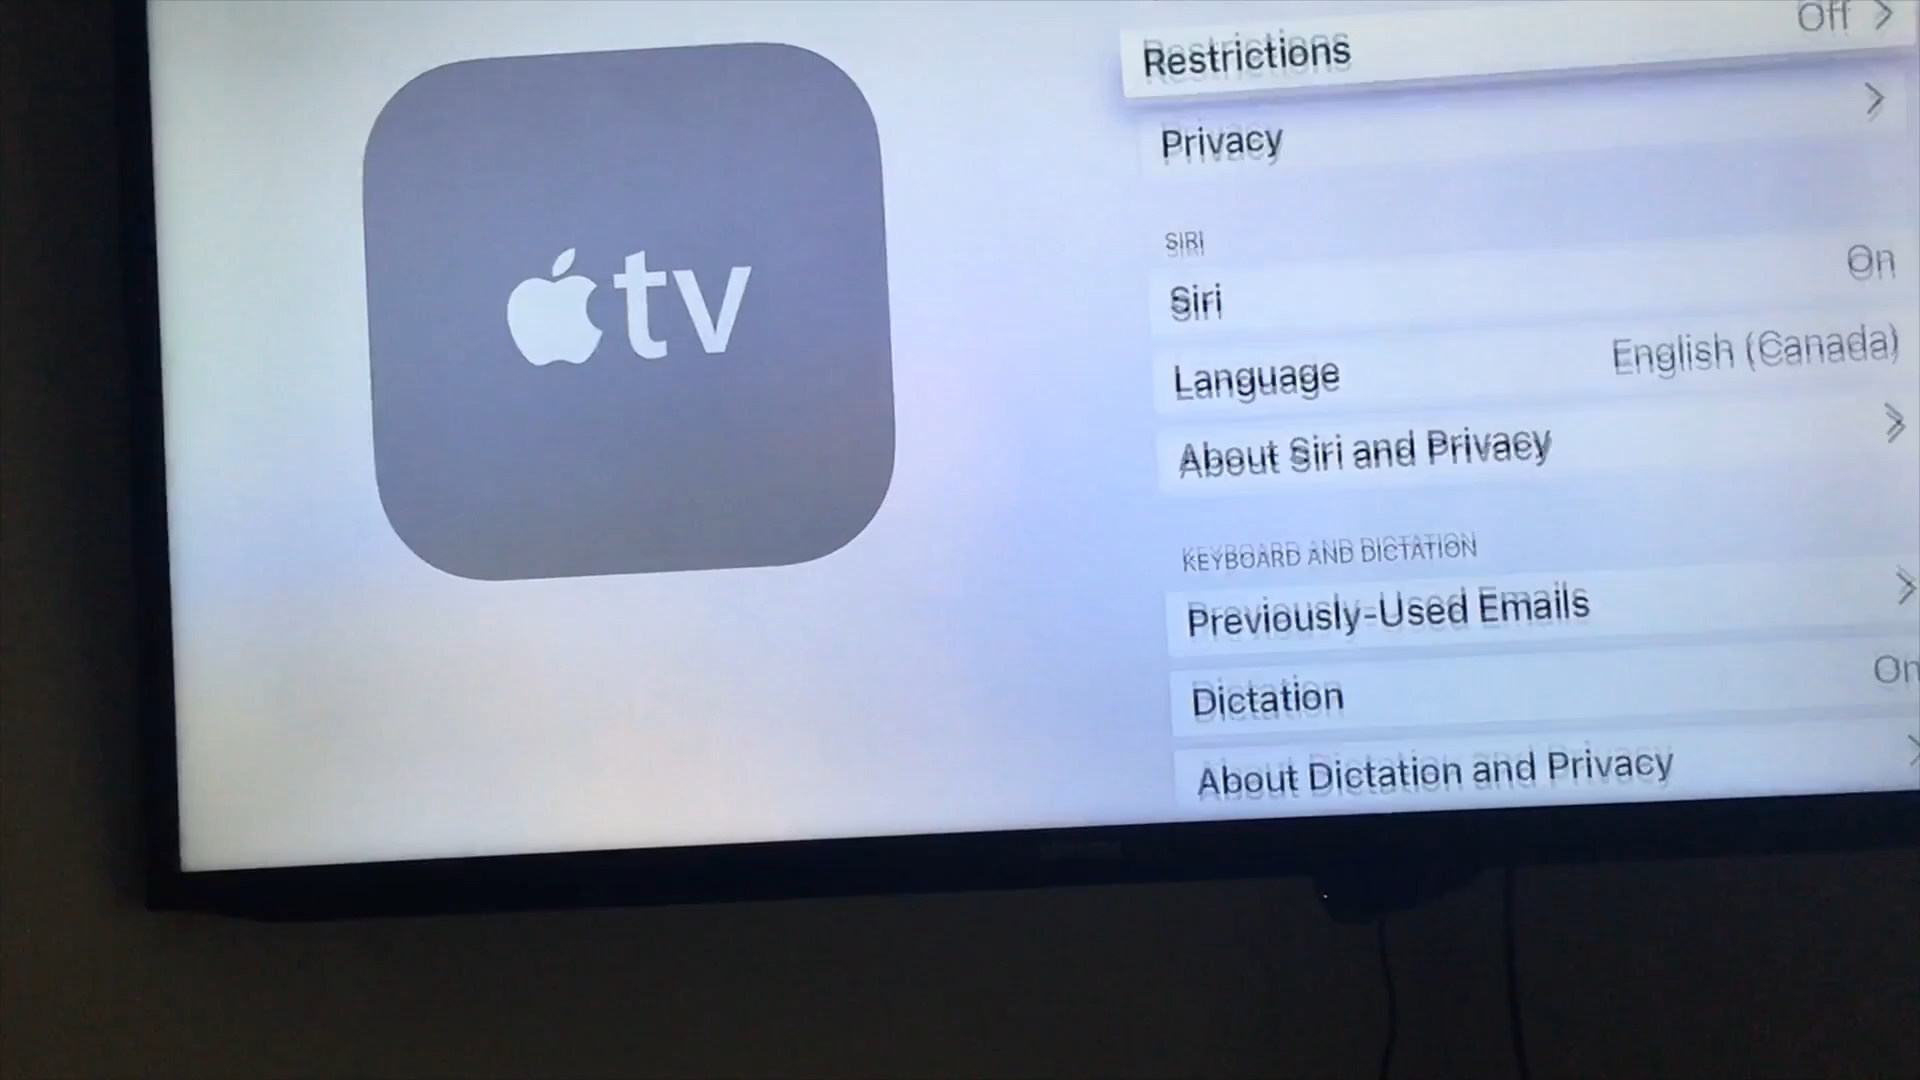 tv
Restrictions Off
Privacy
SIRI
Siri On
Language English (Canada)
About Siri and Privacy
KEYBOARD AND DICTATION
Previously-Used Emails
Dictation On
About Dictation and Privacy